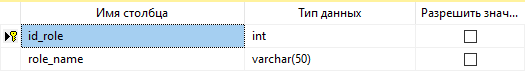 Имя столбца Тип данных Разрешить знач...
id_role int
role_name varchar(50)